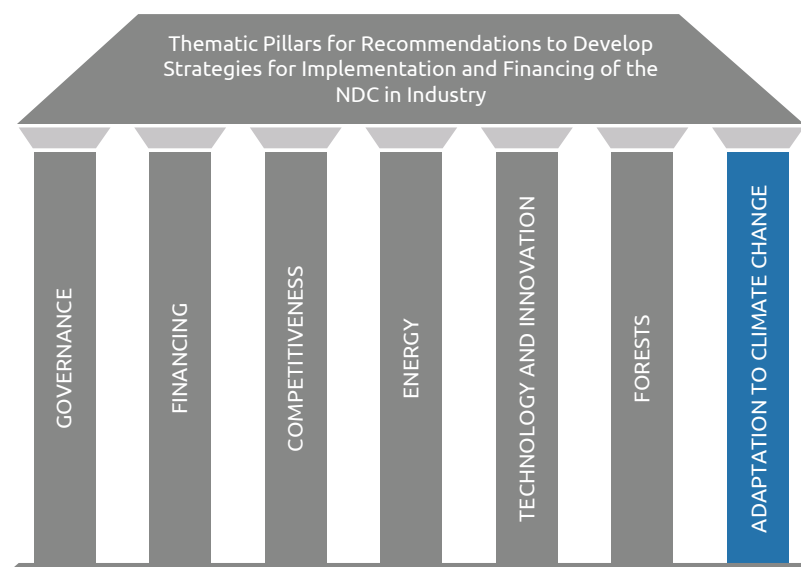 Thematic Pillars for Recommendations to Develop
Strategies for Implementation and Financing of the
NDC in Industry
GOVERNANCE
FINANCING
COMPETITIVENESS
ENERGY
TECHNOLOGY AND INNOVATION
FORESTS
ADAPTATION TO CLIMATE CHANGE